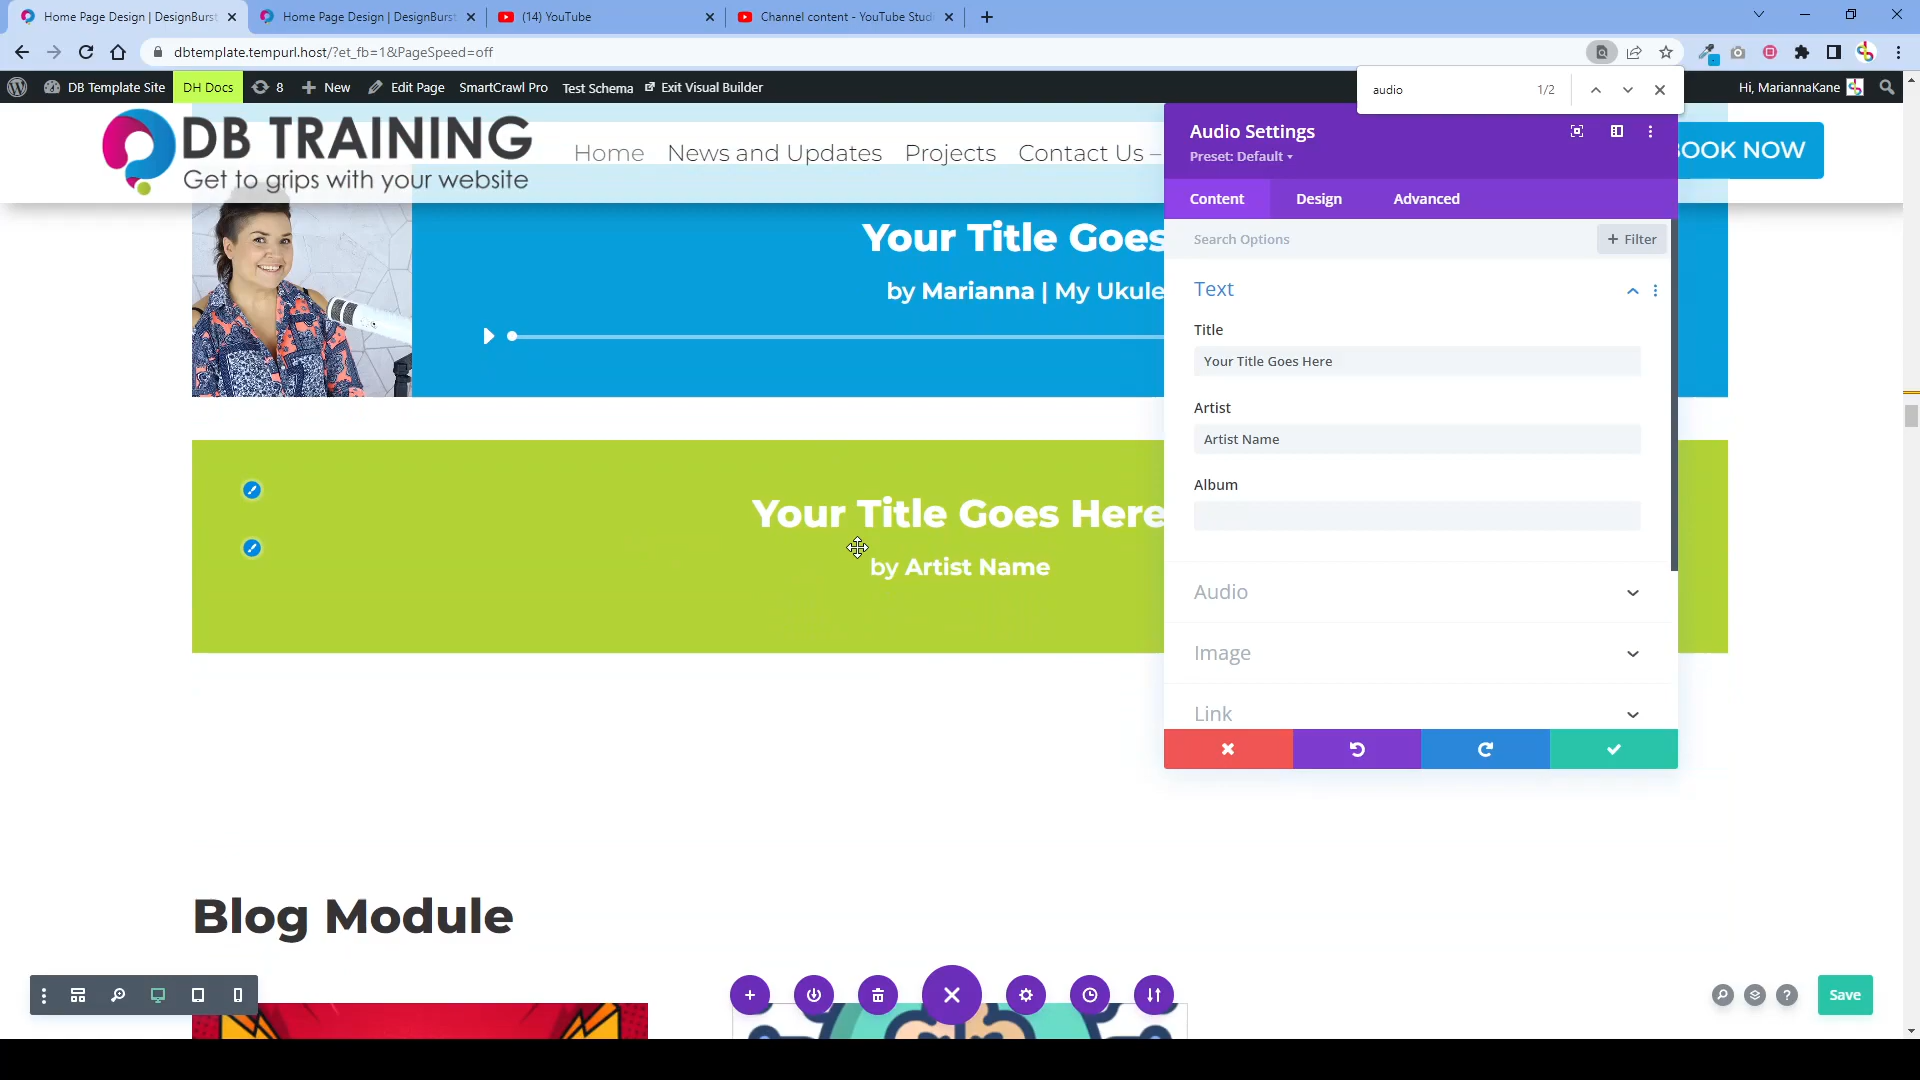 Home Page Design | DesignBurst
Home Page Design | DesignBurst
(14) YouTube
Channel content - YouTube Stud
dbtemplate.tempurl.host/?et_fb=1&PageSpeed=off
DB Template Site
DH Docs
8
New
Edit Page
SmartCrawl Pro
Test Schema
Exit Visual Builder
Hi, MariannaKane
audio
1/2
DB TRAINING
Get to grips with your website
Home
News and Updates
Projects
Contact Us –
BOOK NOW
Audio Settings
Preset: Default
Content
Design
Advanced
Search Options
+ Filter
Text
Title
Your Title Goes Here
Artist
Artist Name
Album
Audio
Image
Link
Your Title Goes
by Marianna | My Ukule
Your Title Goes Here
by Artist Name
Blog Module
Save